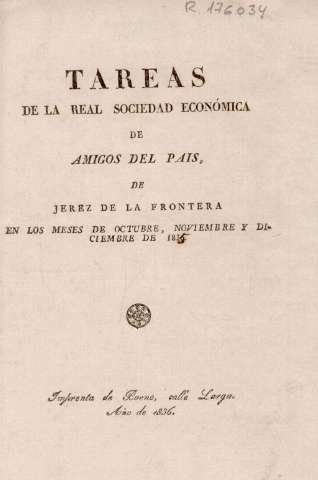 R. 176034
TAREAS
DE LA REAL SOCIEDAD ECONÓMICA
DE
AMIGOS DEL PAIS,
DE
JEREZ DE LA FRONTERA
EN LOS MESES DE OCTUBRE, NOVIEMBRE Y DI-
CIEMBRE DE 1835
Imprenta de Bueno, calle Larga.
Año de 1836.